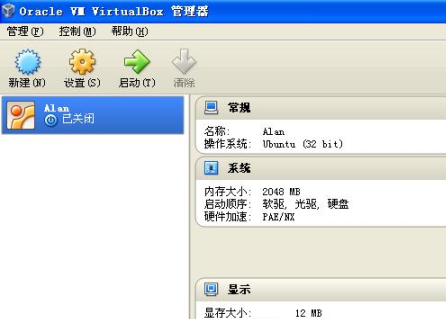 Oracle VM VirtualBox 管理器
管理(F) 控制(M) 帮助(H)
新建(N) 设置(S) 启动(T) 清除
Alan
已关闭
常规
名称: Alan
操作系统: Ubuntu (32 bit)
系统
内存大小: 2048 MB
启动顺序: 软驱, 光驱, 硬盘
硬件加速: PAE/NX
显示
显存大小: 12 MB